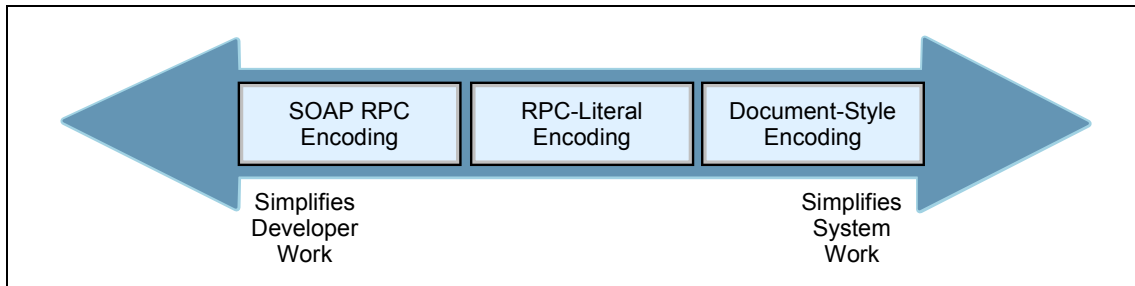 SOAP RPC
Encoding
RPC-Literal
Encoding
Document-Style
Encoding
Simplifies
Developer
Work
Simplifies
System
Work